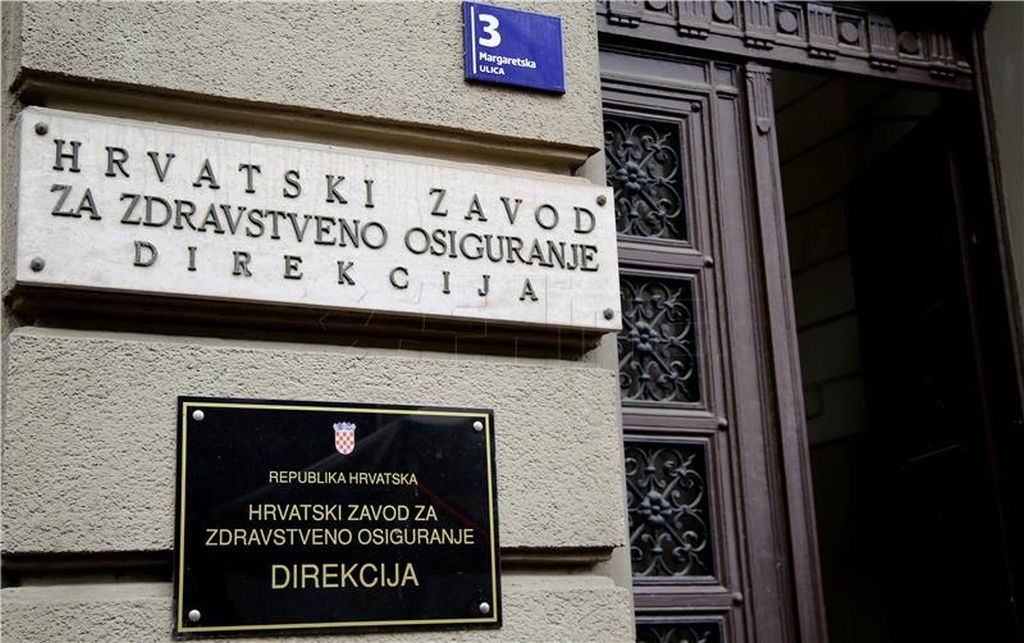 3
Margaretska
ULICA
HRVATSKI ZAVOD
ZA ZDRAVSTVENO OSIGURANJE
DIREKCIJA
REPUBLIKA HRVATSKA
HRVATSKI ZAVOD ZA
ZDRAVSTVENO OSIGURANJE
DIREKCIJA